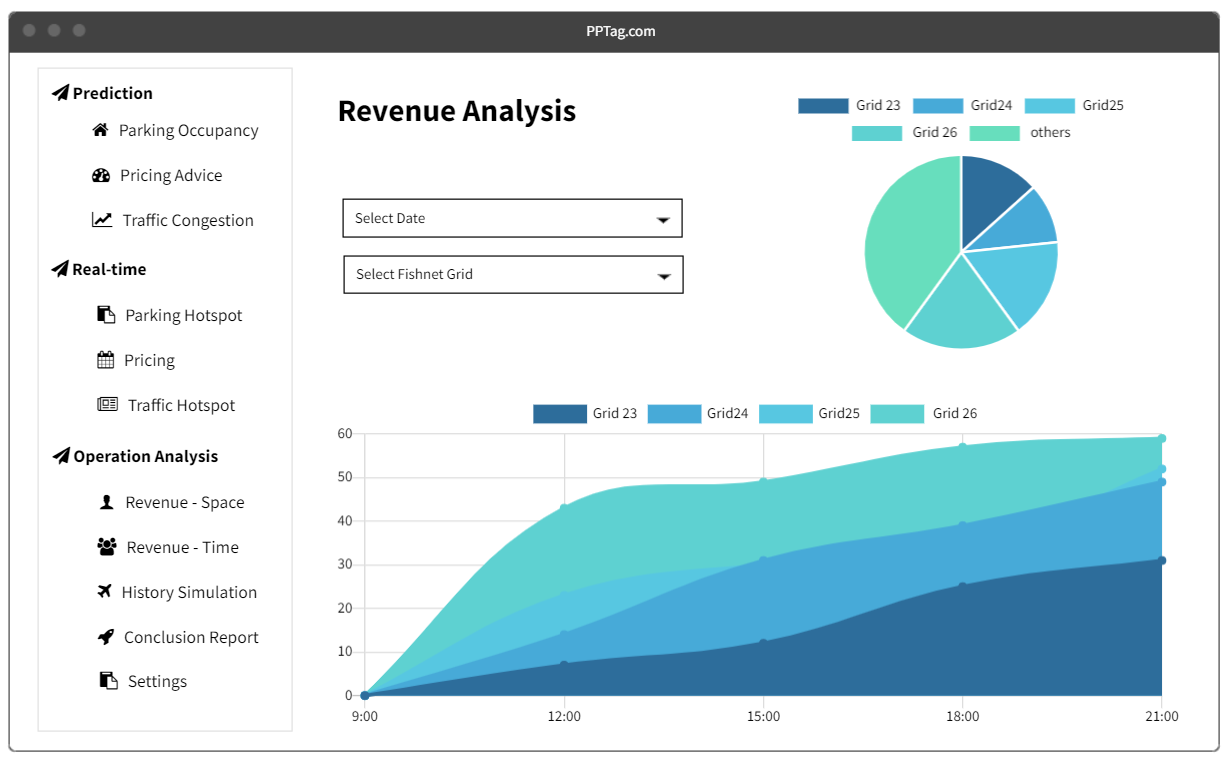 PPTag.com
Prediction
Parking Occupancy
Pricing Advice
Traffic Congestion
Real-time
Parking Hotspot
Pricing
Traffic Hotspot
Operation Analysis
Revenue - Space
Revenue - Time
History Simulation
Conclusion Report
Settings
Revenue Analysis
Select Date
Select Fishnet Grid
Grid 23 Grid24 Grid25
Grid 26 others
Grid 23 Grid24 Grid25 Grid 26
60
50
40
30
20
10
0
9:00 12:00 15:00 18:00 21:00